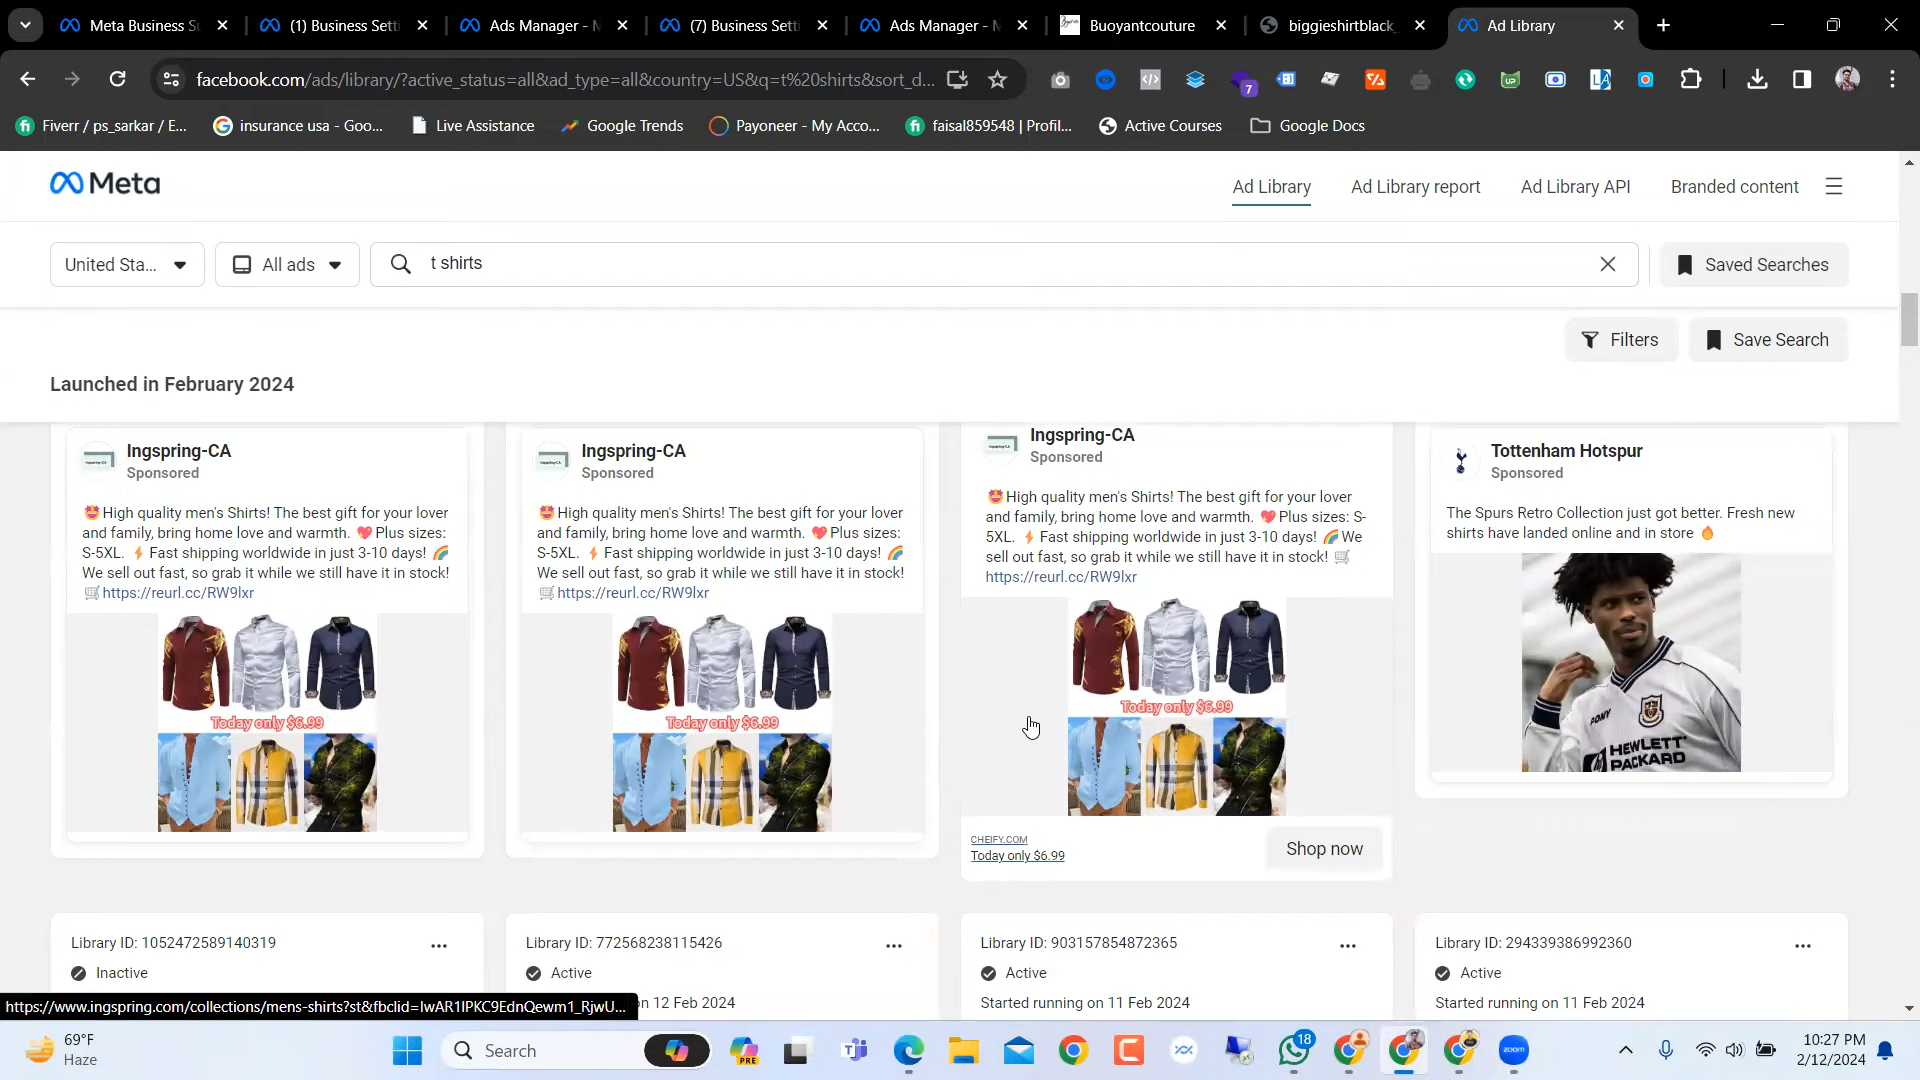 Meta Business Su
(1) Business Setti
Ads Manager - M
(7) Business Setti
Ads Manager - M
Buoyantcouture
biggieshirtblack
Ad Library
facebook.com/ads/library/?active_status=all&ad_type=all&country=US&q=t%20shirts&sort_d...
7
Fiverr / ps_sarkar / E...
insurance usa - Goo...
Live Assistance
Google Trends
Payoneer - My Acco...
faisal859548 | Profil...
Active Courses
Google Docs
Meta
Ad Library
Ad Library report
Ad Library API
Branded content
United Sta...
All ads
t shirts
Saved Searches
Filters
Save Search
Launched in February 2024
Ingspring-CA
Sponsored
🤩High quality men's Shirts! The best gift for your lover
and family, bring home love and warmth. 💖Plus sizes:
S-5XL. ⚡Fast shipping worldwide in just 3-10 days! 🌈
We sell out fast, so grab it while we still have it in stock!
🛒https://reurl.cc/RW9lxr
Today only $6.99
Ingspring-CA
Sponsored
🤩High quality men's Shirts! The best gift for your lover
and family, bring home love and warmth. 💖Plus sizes:
S-5XL. ⚡Fast shipping worldwide in just 3-10 days! 🌈
We sell out fast, so grab it while we still have it in stock!
🛒https://reurl.cc/RW9lxr
Today only $6.99
Ingspring-CA
Sponsored
🤩High quality men's Shirts! The best gift for your lover
and family, bring home love and warmth. 💖Plus sizes: S-
5XL. ⚡Fast shipping worldwide in just 3-10 days! 🌈We
sell out fast, so grab it while we still have it in stock! 🛒
https://reurl.cc/RW9lxr
Today only $6.99
CHEIFY.COM
Today only $6.99
Shop now
Tottenham Hotspur
Sponsored
The Spurs Retro Collection just got better. Fresh new
shirts have landed online and in store 🔥
PONY
HEWLETT
PACKARD
Library ID: 1052472589140319
Inactive
Library ID: 772568238115426
Active
on 12 Feb 2024
Library ID: 903157854872365
Active
Started running on 11 Feb 2024
Library ID: 294339386992360
Active
Started running on 11 Feb 2024
https://www.ingspring.com/collections/mens-shirts?st&fbclid=IwAR1IPKC9EdnQewm1_RjwU...
69°F
Haze
Search
PRE
18
zoom
10:27 PM
2/12/2024